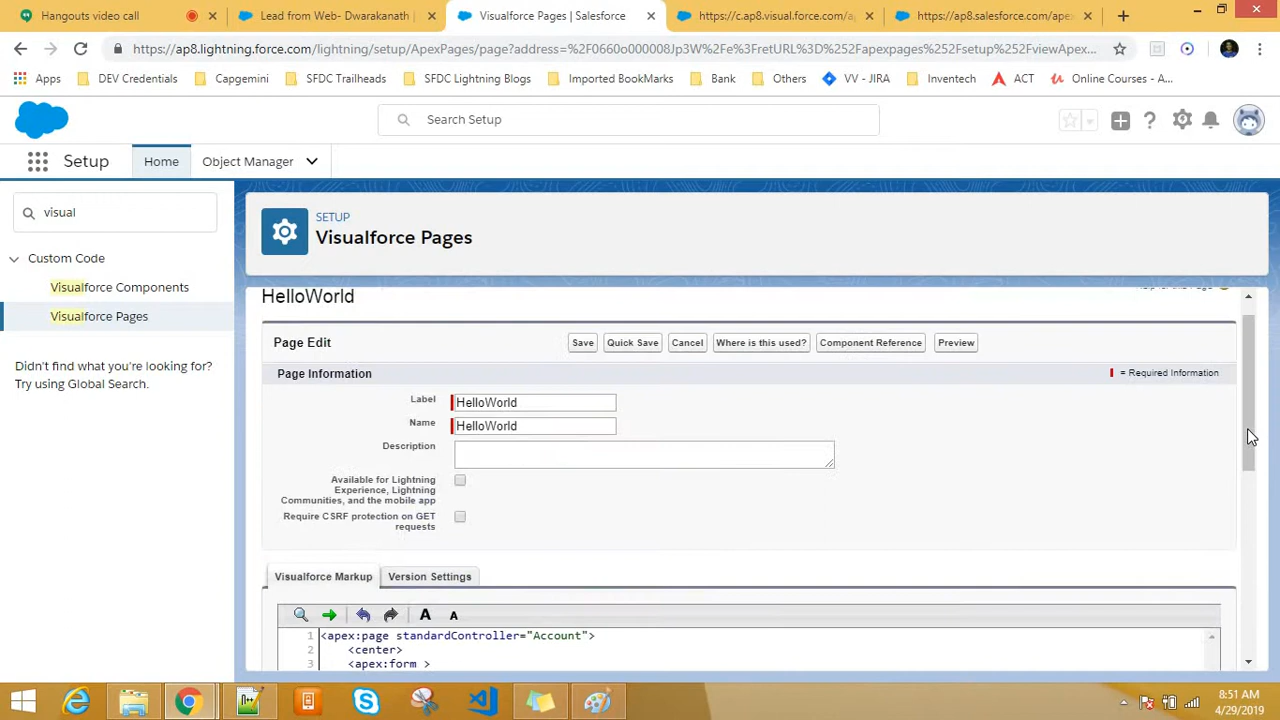 Hangouts video call
Lead from Web- Dwarakanath
Visualforce Pages | Salesforce
https://c.ap8.visual.force.com/a
https://ap8.salesforce.com/apex
https://ap8.lightning.force.com/lightning/setup/ApexPages/page?address=%2F0660o000008Jp3W%2Fe%3FretURL%3D%252Fapexpages%252Fsetup%252FviewApex...
Apps
DEV Credentials
Capgemini
SFDC Trailheads
SFDC Lightning Blogs
Imported BookMarks
Bank
Others
VV - JIRA
Inventech
ACT
Online Courses - A...
Search Setup
Setup
Home
Object Manager
visual
Custom Code
Visualforce Components
Visualforce Pages
Didn't find what you're looking for?
Try using Global Search.
SETUP
Visualforce Pages
HelloWorld
Page Edit
Save
Quick Save
Cancel
Where is this used?
Component Reference
Preview
Page Information
= Required Information
Label
HelloWorld
Name
HelloWorld
Description
Available for Lightning
Experience, Lightning
Communities, and the mobile app
Require CSRF protection on GET
requests
Visualforce Markup
Version Settings
A
A
1 <apex:page standardController="Account">
2 <center>
3 <apex:form >
8:51 AM
4/29/2019